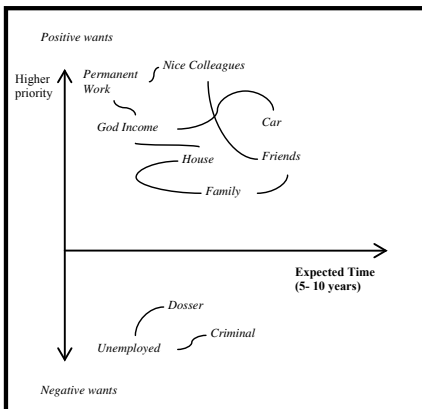 Positive wants
Higher
priority
Permanent
Work
Nice Colleagues
God Income
Car
House
Friends
Family
Expected Time
(5- 10 years)
Dosser
Criminal
Unemployed
Negative wants